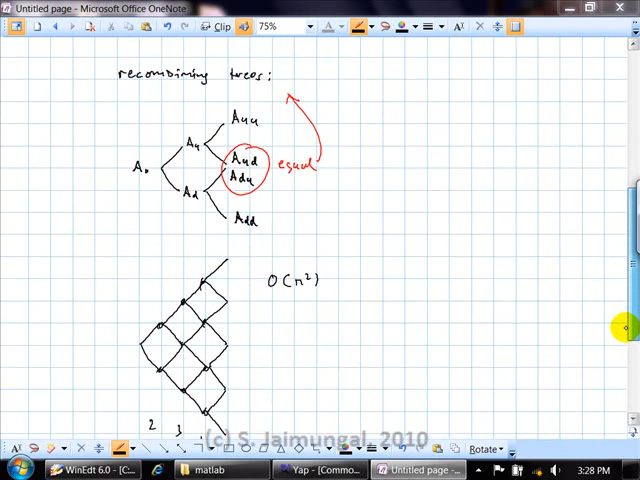 Untitled page - Microsoft Office OneNote
Clip 75%
recombining trees:
Auu
Au
Aud
equal
A₀
Adu
Ad
Add
O(n²)
2 3
(c) S. Jaimungal, 2010
Rotate
WinEdt 6.0 - [C:... matlab Yap - [Commo... Untitled page - M... 3:28 PM